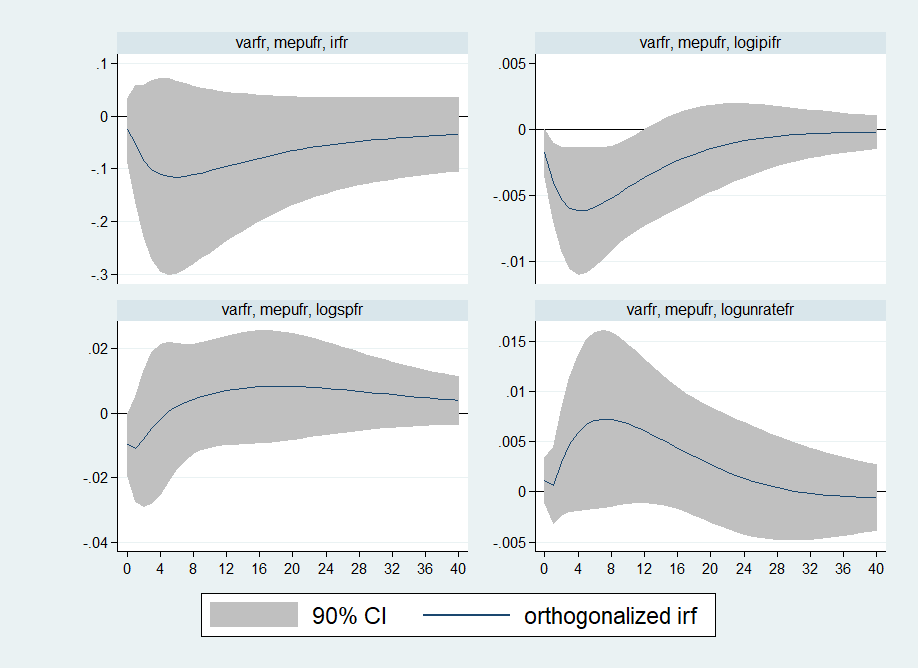 varfr, mepufr, irfr
varfr, mepufr, logipifr
.1
0
-.1
-.2
-.3
.005
0
-.005
-.01
varfr, mepufr, logspfr
varfr, mepufr, logunratefr
.02
0
-.02
-.04
.015
.01
.005
0
-.005
0 4 8 12 16 20 24 28 32 36 40
0 4 8 12 16 20 24 28 32 36 40
90% CI
orthogonalized irf